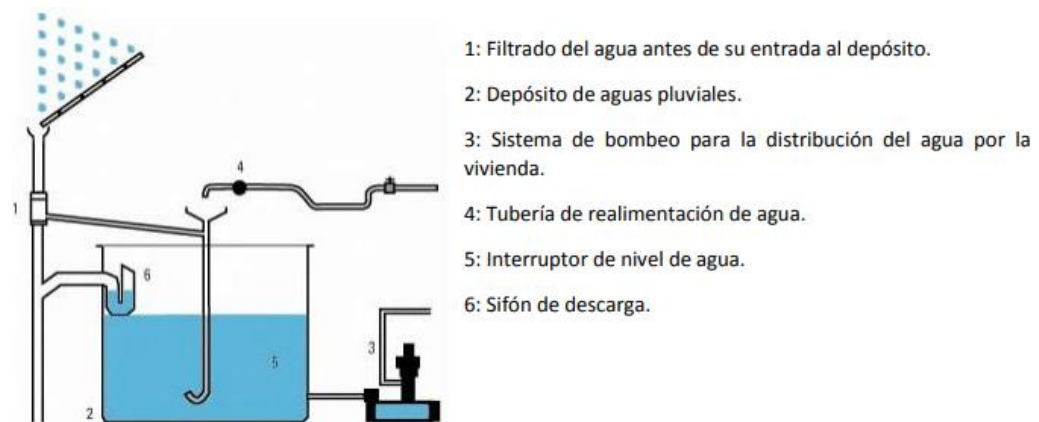 4
1
6
3
5
2
1: Filtrado del agua antes de su entrada al depósito.
2: Depósito de aguas pluviales.
3: Sistema de bombeo para la distribución del agua por la
vivienda.
4: Tubería de realimentación de agua.
5: Interruptor de nivel de agua.
6: Sifón de descarga.